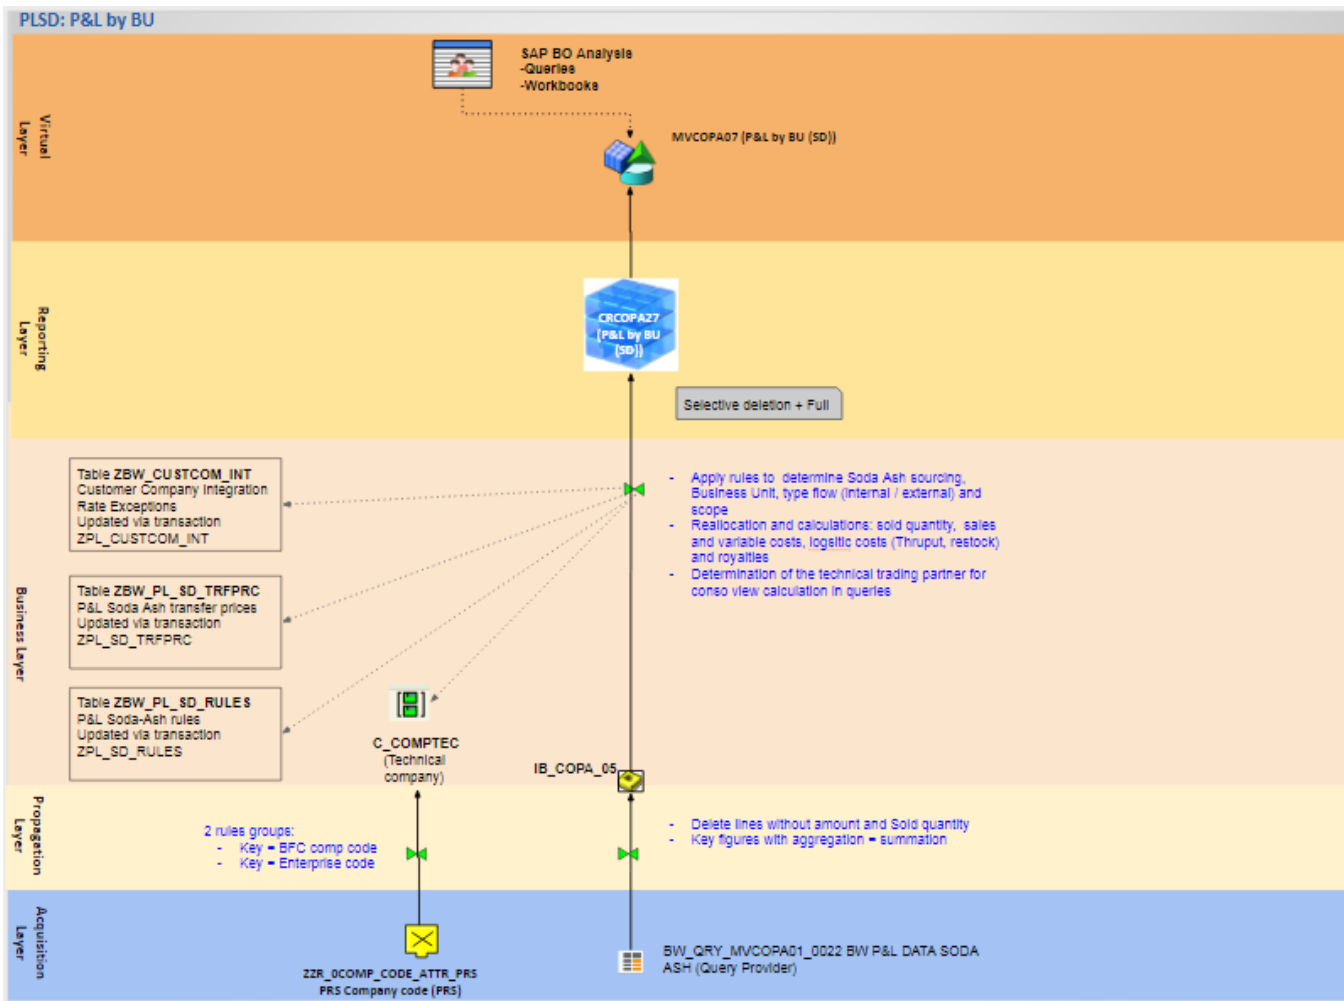 PLSD: P&L by BU
SAP BO Analysis
-Queries
-Workbooks
Virtual
Layer
MVCOPA07 (P&L by BU (SD))
Reporting
Layer
CRCOPA27
(P&L by BU
(SD))
Selective deletion + Full
Business Layer
Table ZBW_CUSTCOM_INT
Customer Company Integration
Rate Exceptions
Updated via transaction
ZPL_CUSTCOM_INT
- Apply rules to determine Soda Ash sourcing,
Business Unit, type flow (internal / external) and
scope
- Reallocation and calculations: sold quantity, sales
and variable costs, logsitic costs (Thruput, restock)
and royalties
- Determination of the technical trading partner for
conso view calculation in queries
Table ZBW_PL_SD_TRFPRC
P&L Soda Ash transfer prices
Updated via transaction
ZPL_SD_TRFPRC
Table ZBW_PL_SD_RULES
P&L Soda-Ash rules
Updated via transaction
ZPL_SD_RULES
C_COMPTEC
(Technical
company)
IB_COPA_05
Propagation
Layer
2 rules groups:
- Key = BFC comp code
- Key = Enterprise code
- Delete lines without amount and Sold quantity
- Key figures with aggregation = summation
Acquisition
Layer
ZZR_0COMP_CODE_ATTR_PRS
PRS Company code (PRS)
BW_QRY_MVCOPA01_0022 BW P&L DATA SODA
ASH (Query Provider)